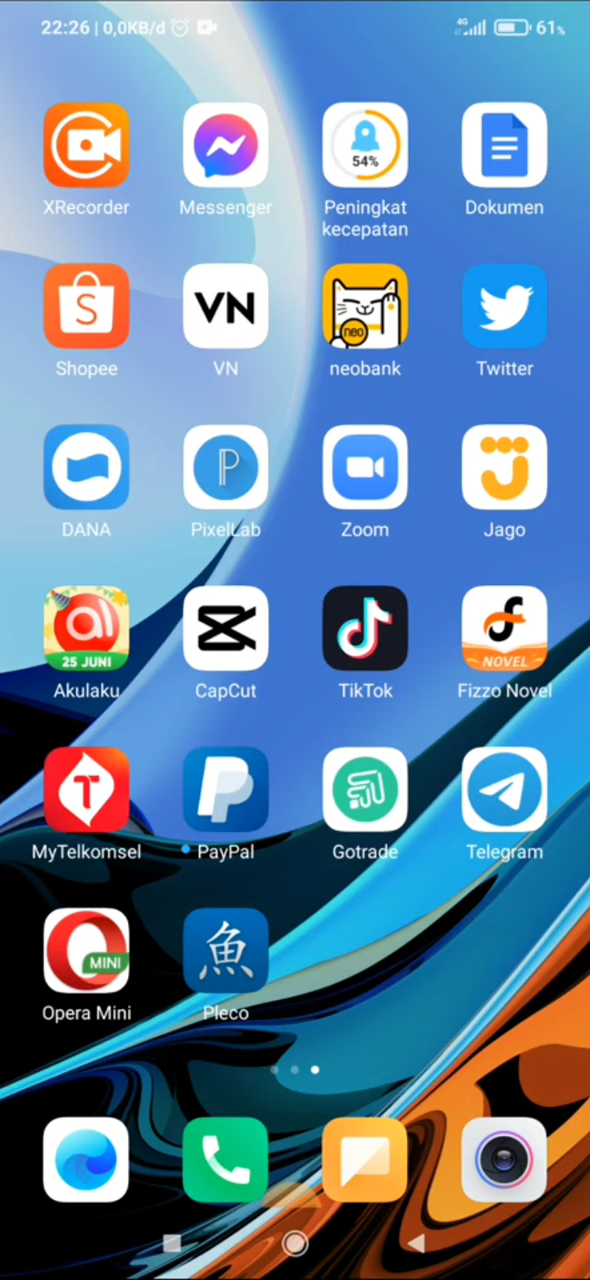 22:26 | 0,0KB/d
4G
61%
54%
XRecorder
Messenger
Peningkat
kecepatan
Dokumen
S
VN
neo
Shopee
VN
neobank
Twitter
P
DANA
PixelLab
Zoom
Jago
al
25 JUNI
NOVEL
Akulaku
CapCut
TikTok
Fizzo Novel
T
MyTelkomsel
PayPal
Gotrade
Telegram
MINI
魚
Opera Mini
Pleco